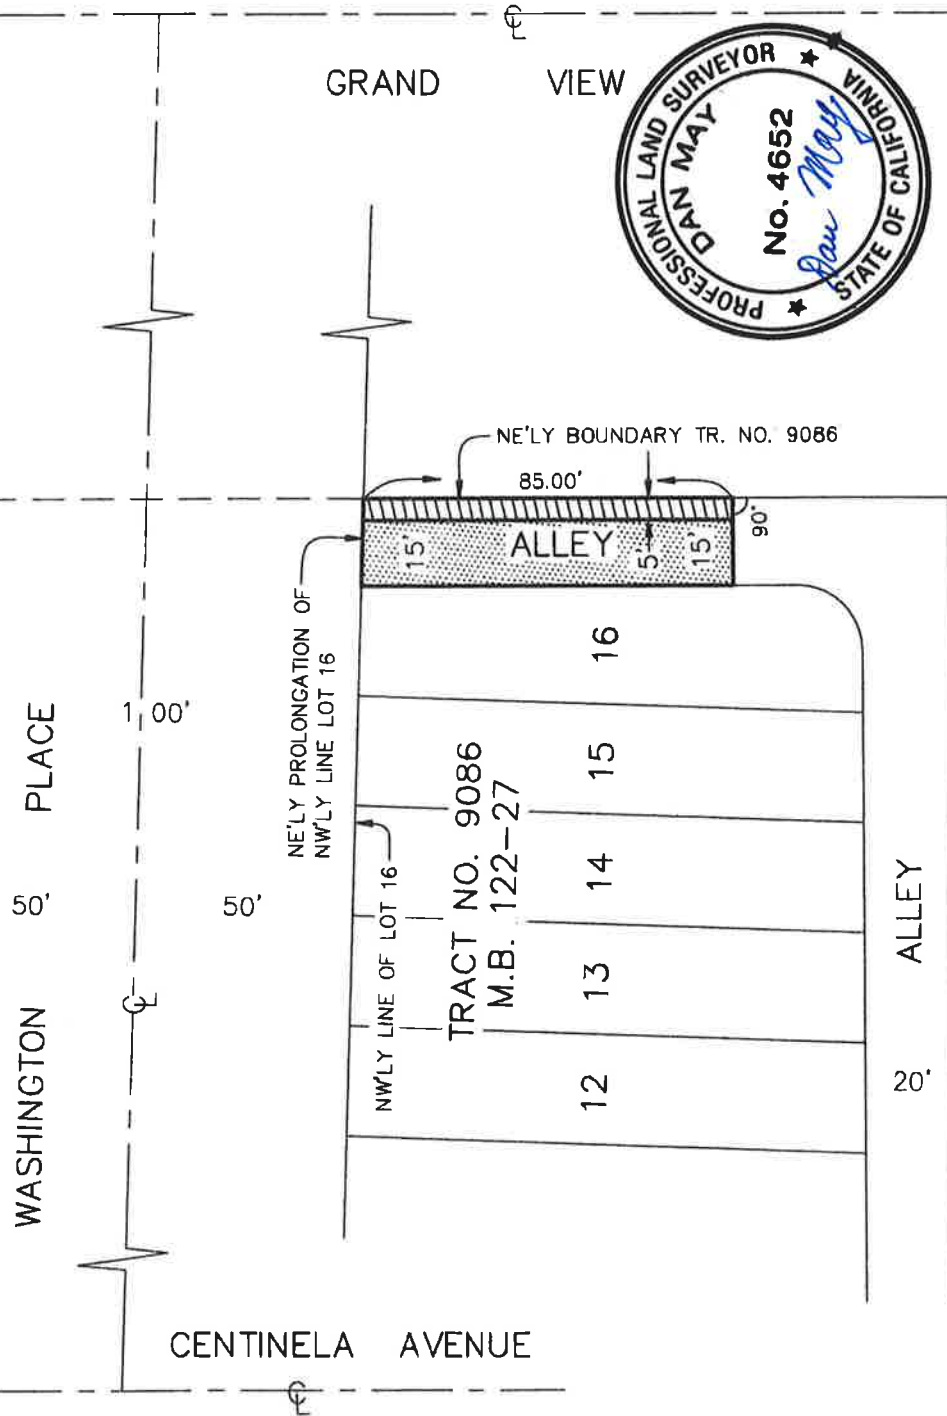 ℄
GRAND VIEW
PROFESSIONAL LAND SURVEYOR
DAN MAY
No. 4652
Dan May
STATE OF CALIFORNIA
NE'LY BOUNDARY TR. NO. 9086
85.00'
90°
15'
ALLEY
5'
15'
NE'LY PROLONGATION OF
NW'LY LINE LOT 16
16
15
14
13
12
TRACT NO. 9086
M.B. 122-27
NW'LY LINE OF LOT 16
100'
50'
50'
WASHINGTON PLACE
℄
ALLEY
20'
CENTINELA AVENUE
℄